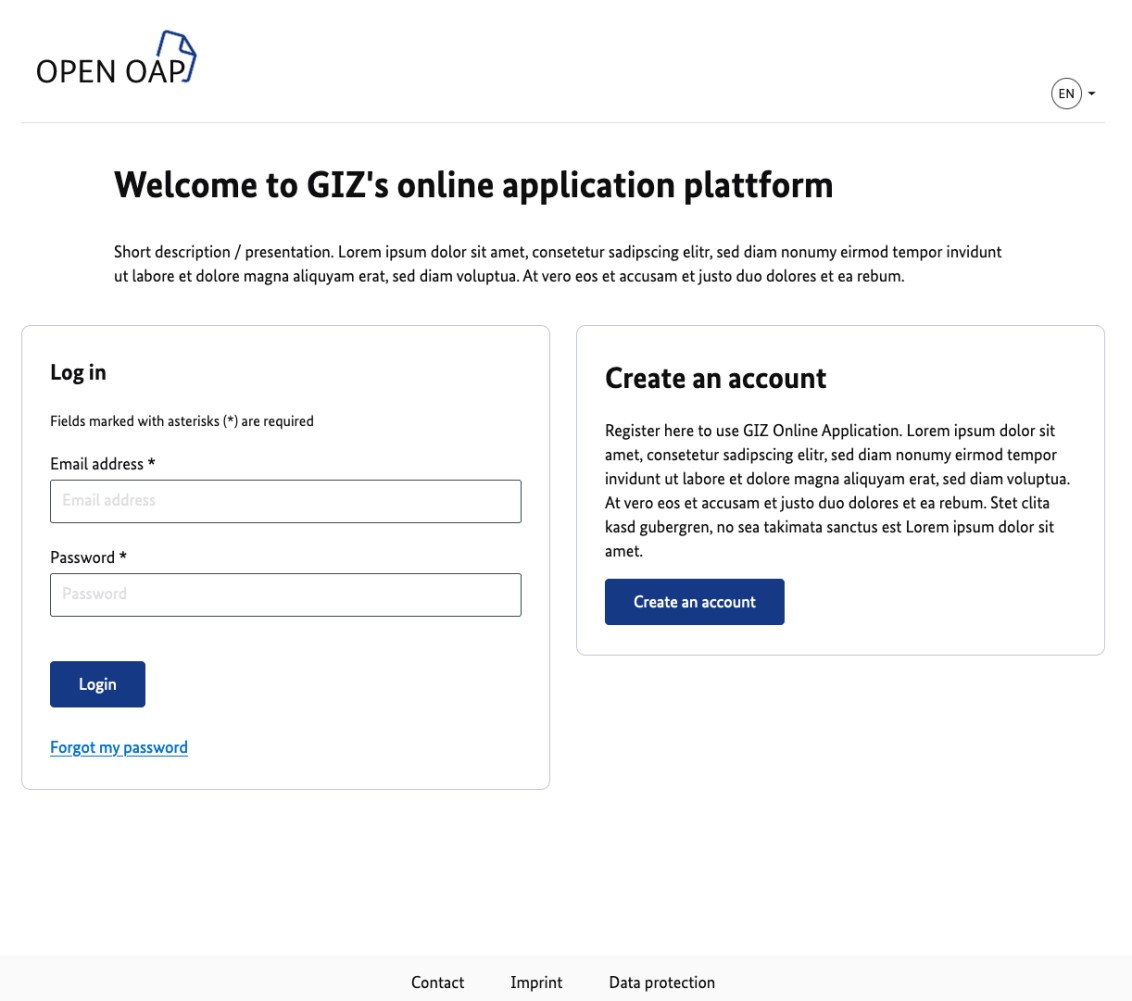 OPEN OAP
EN
Welcome to GIZ's online application plattform
Short description / presentation. Lorem ipsum dolor sit amet, consetetur sadipscing elitr, sed diam nonumy eirmod tempor invidunt
ut labore et dolore magna aliquyam erat, sed diam voluptua. At vero eos et accusam et justo duo dolores et ea rebum.
Log in
Fields marked with asterisks (*) are required
Email address *
Email address
Password *
Password
Login
Forgot my password
Create an account
Register here to use GIZ Online Application. Lorem ipsum dolor sit
amet, consetetur sadipscing elitr, sed diam nonumy eirmod tempor
invidunt ut labore et dolore magna aliquyam erat, sed diam voluptua.
At vero eos et accusam et justo duo dolores et ea rebum. Stet clita
kasd gubergren, no sea takimata sanctus est Lorem ipsum dolor sit
amet.
Create an account
Contact Imprint Data protection